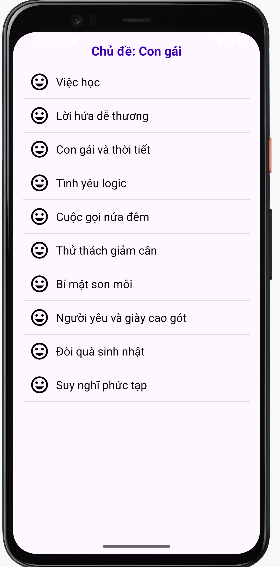 Chủ đề: Con gái
Việc học
Lời hứa dễ thương
Con gái và thời tiết
Tình yêu logic
Cuộc gọi nửa đêm
Thử thách giảm cân
Bí mật son môi
Người yêu và giày cao gót
Đòi quà sinh nhật
Suy nghĩ phức tạp